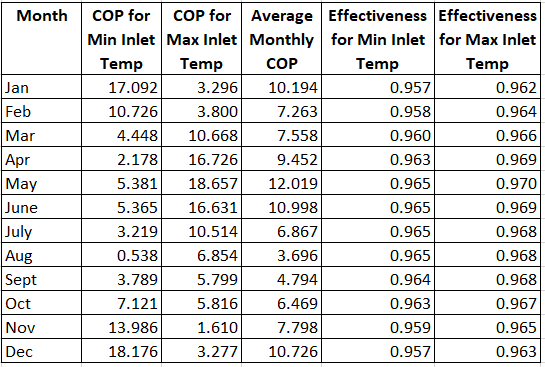 Month COP for Min Inlet Temp COP for Max Inlet Temp Average Monthly COP Effectiveness for Min Inlet Temp Effectiveness for Max Inlet Temp
Jan 17.092 3.296 10.194 0.957 0.962
Feb 10.726 3.800 7.263 0.958 0.964
Mar 4.448 10.668 7.558 0.960 0.966
Apr 2.178 16.726 9.452 0.963 0.969
May 5.381 18.657 12.019 0.965 0.970
June 5.365 16.631 10.998 0.965 0.969
July 3.219 10.514 6.867 0.965 0.968
Aug 0.538 6.854 3.696 0.965 0.968
Sept 3.789 5.799 4.794 0.964 0.968
Oct 7.121 5.816 6.469 0.963 0.967
Nov 13.986 1.610 7.798 0.959 0.965
Dec 18.176 3.277 10.726 0.957 0.963